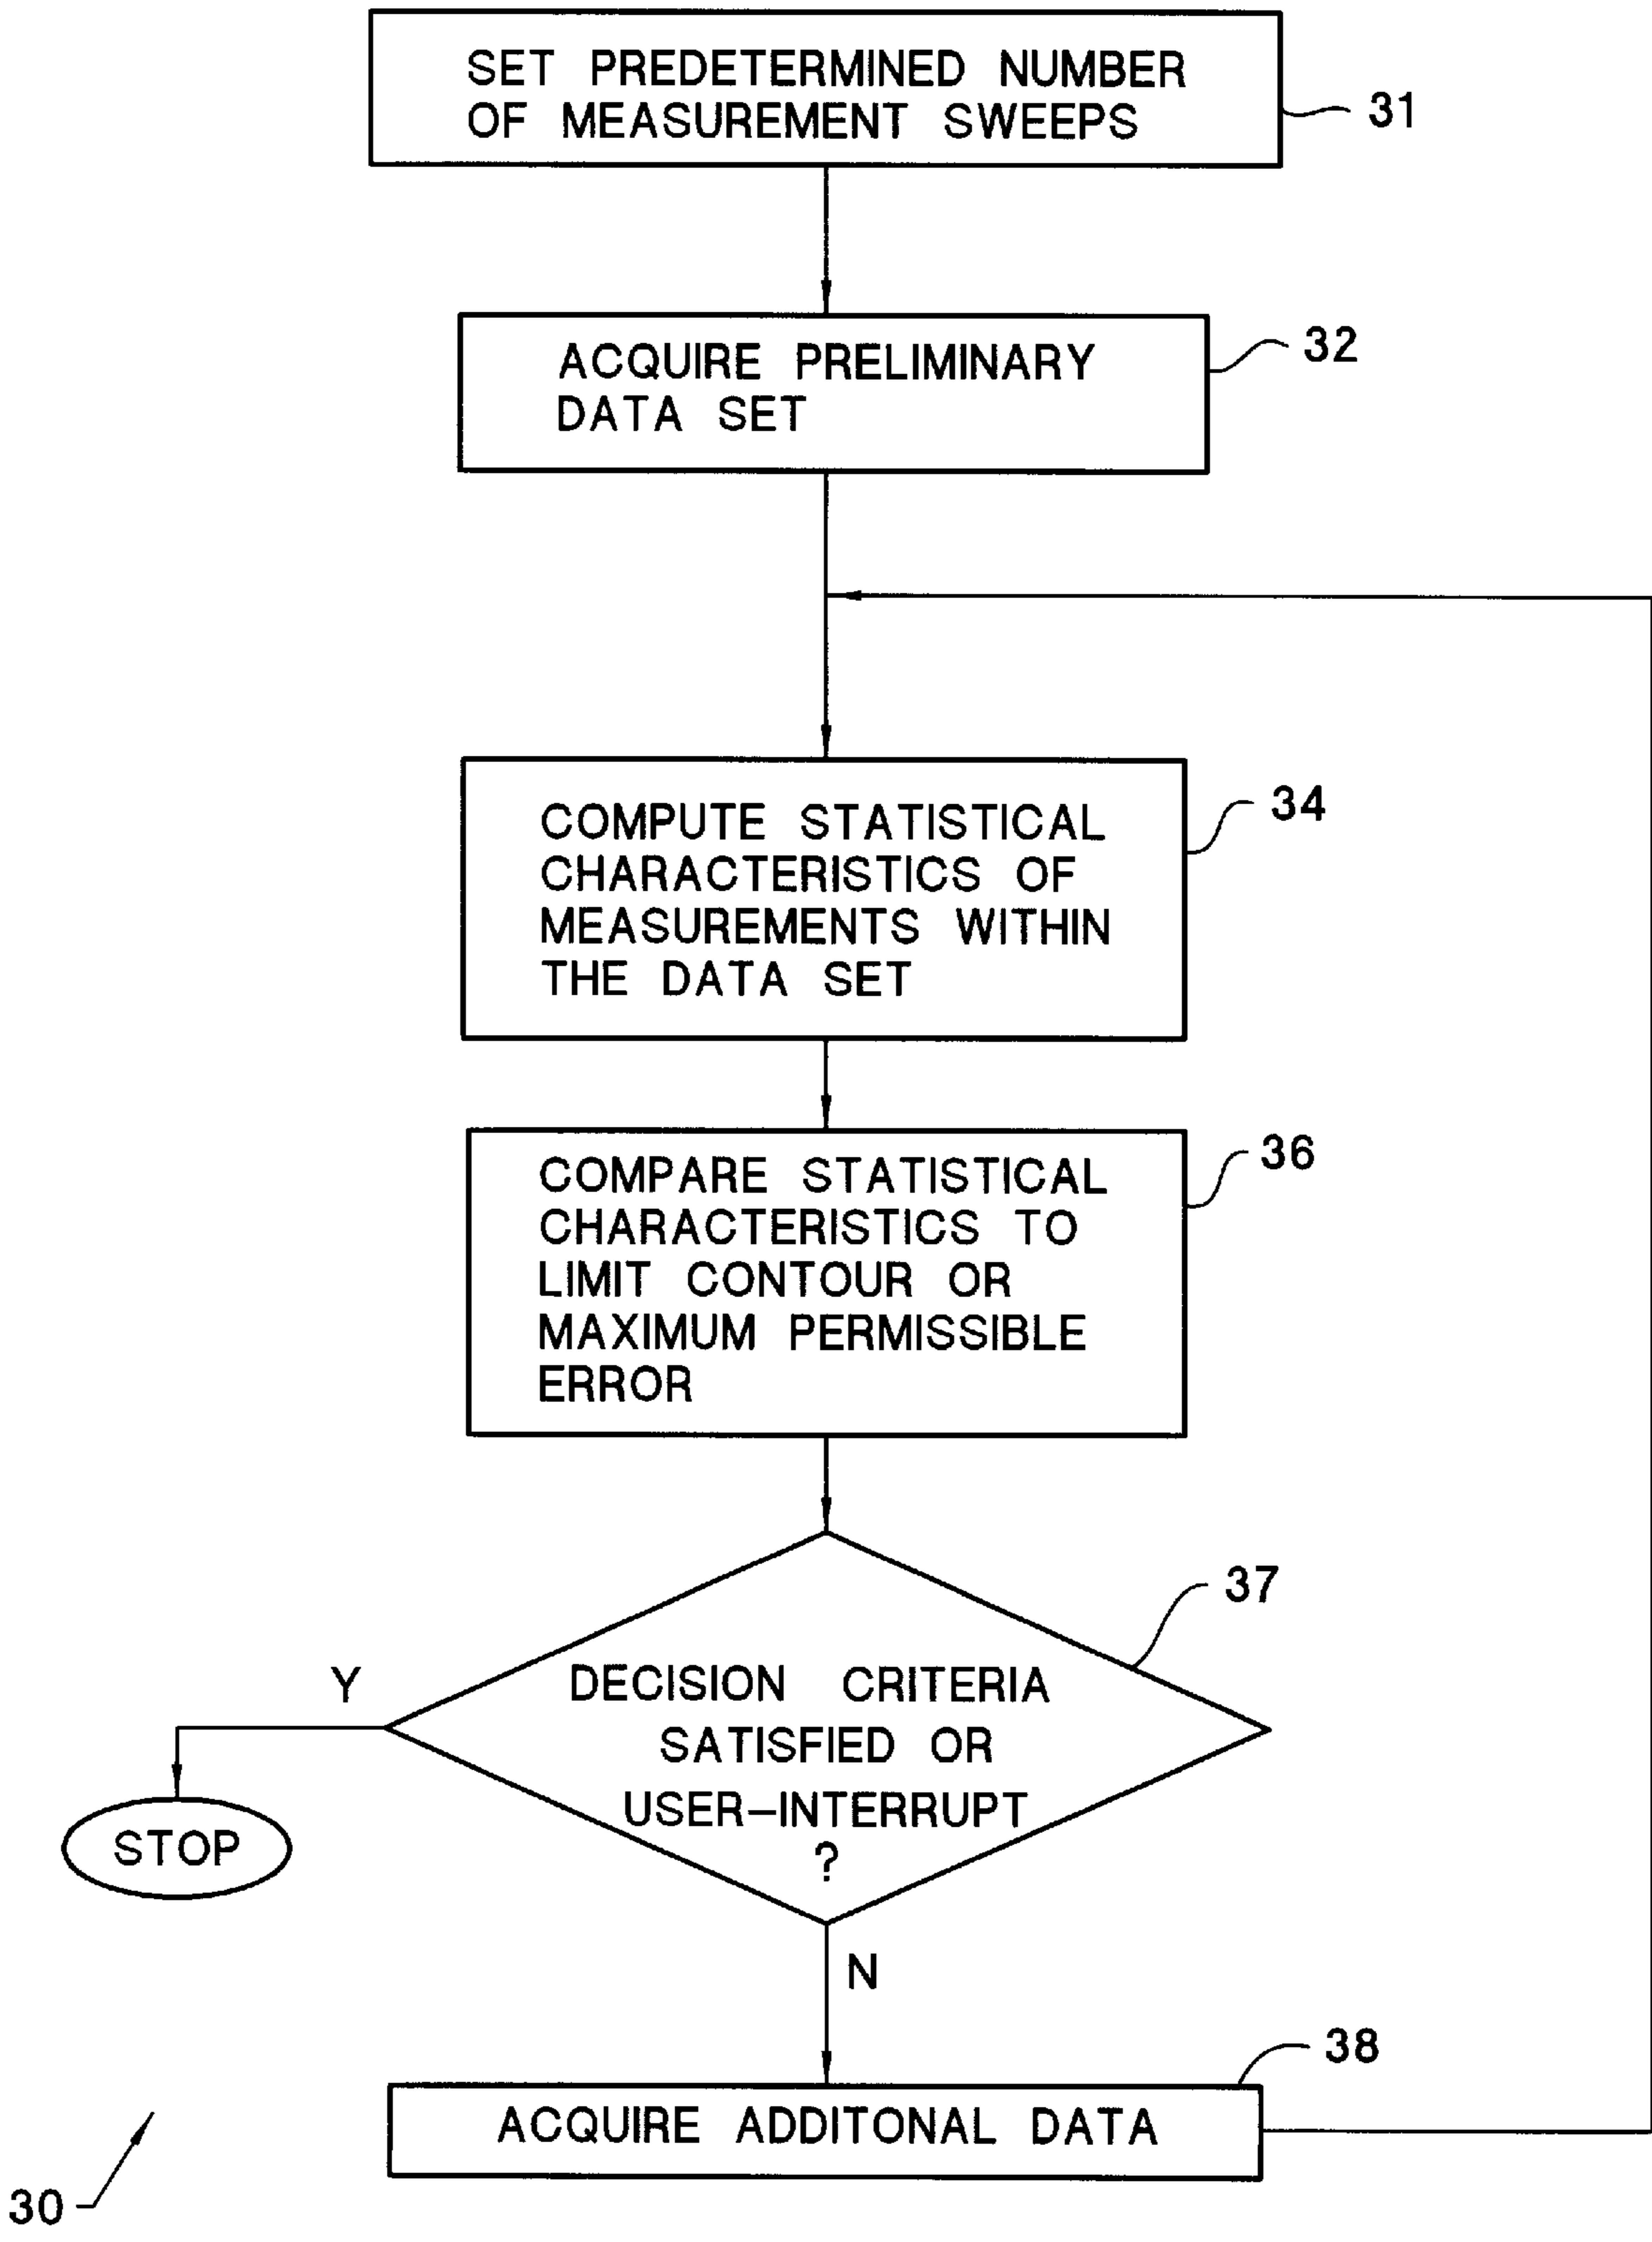 SET PREDETERMINED NUMBER
OF MEASUREMENT SWEEPS
31
ACQUIRE PRELIMINARY
DATA SET
32
COMPUTE STATISTICAL
CHARACTERISTICS OF
MEASUREMENTS WITHIN
THE DATA SET
34
COMPARE STATISTICAL
CHARACTERISTICS TO
LIMIT CONTOUR OR
MAXIMUM PERMISSIBLE
ERROR
36
37
DECISION CRITERIA
SATISFIED OR
USER-INTERRUPT
?
Y
STOP
N
38
ACQUIRE ADDITONAL DATA
30